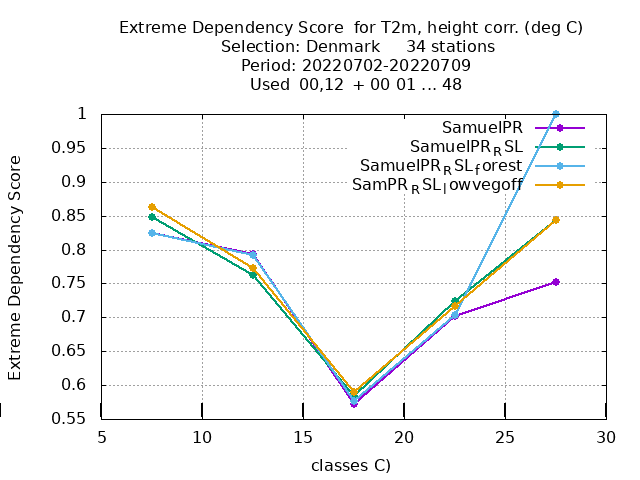 Extreme Dependency Score  for T2m, height corr. (deg C)
Selection: Denmark     34 stations
Period: 20220702-20220709
Used  00,12  + 00 01 ... 48
SamuelPR
SamuelPR_RSL
SamuelPR_RSL_forest
SamPR_RSL_lowvegoff
Extreme Dependency Score
1
0.95
0.9
0.85
0.8
0.75
0.7
0.65
0.6
0.55
5 10 15 20 25 30
classes C)